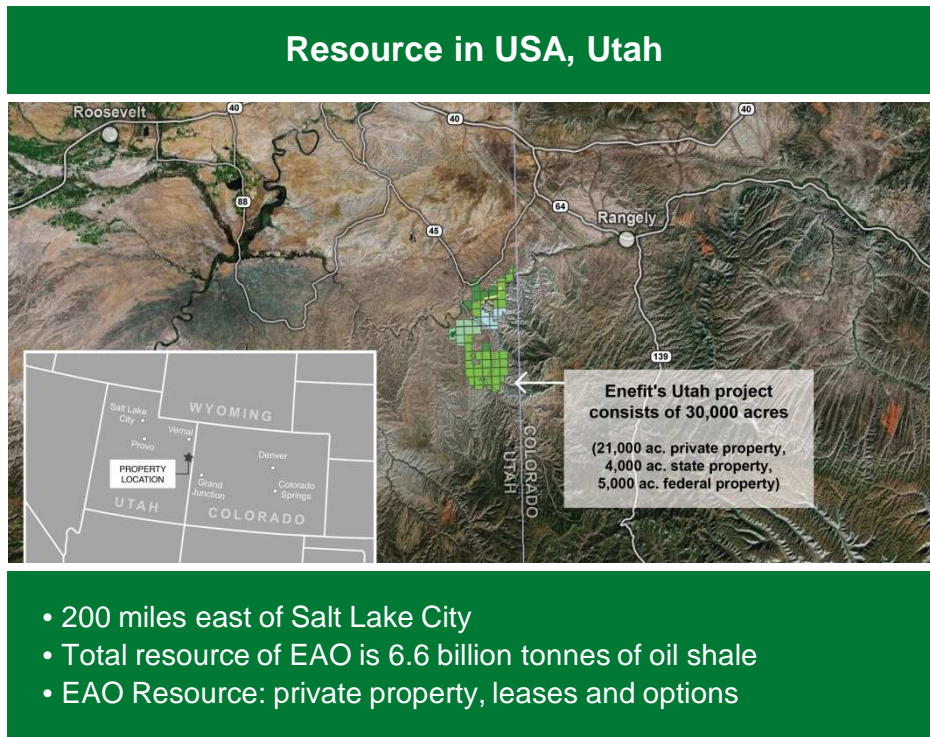 Resource in USA, Utah
Roosevelt
40
40
40
88
45
64
Rangely
139
Enefit's Utah project
consists of 30,000 acres
(21,000 ac. private property,
4,000 ac. state property,
5,000 ac. federal property)
COLORADO
UTAH
WYOMING
Salt Lake
City
Vernal
Provo
PROPERTY
LOCATION
Denver
Grand
Junction
Colorado
Springs
UTAH
COLORADO
• 200 miles east of Salt Lake City
• Total resource of EAO is 6.6 billion tonnes of oil shale
• EAO Resource: private property, leases and options